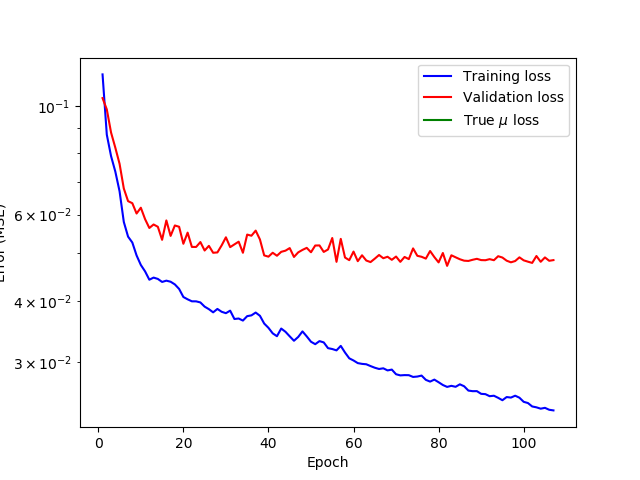 Training loss
Validation loss
True μ loss
10⁻¹
6 × 10⁻²
4 × 10⁻²
3 × 10⁻²
(MSE)
0 20 40 60 80 100
Epoch